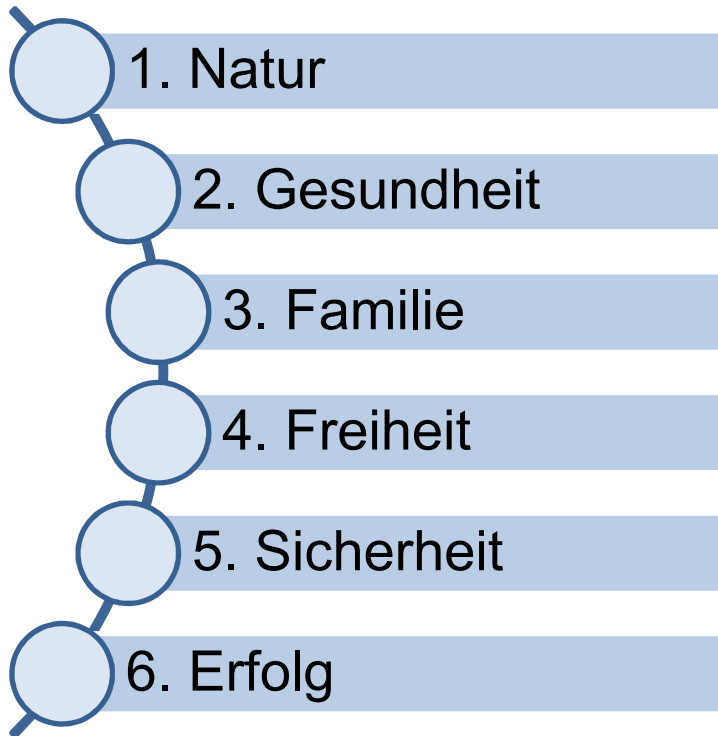 1. Natur
2. Gesundheit
3. Familie
4. Freiheit
5. Sicherheit
6. Erfolg